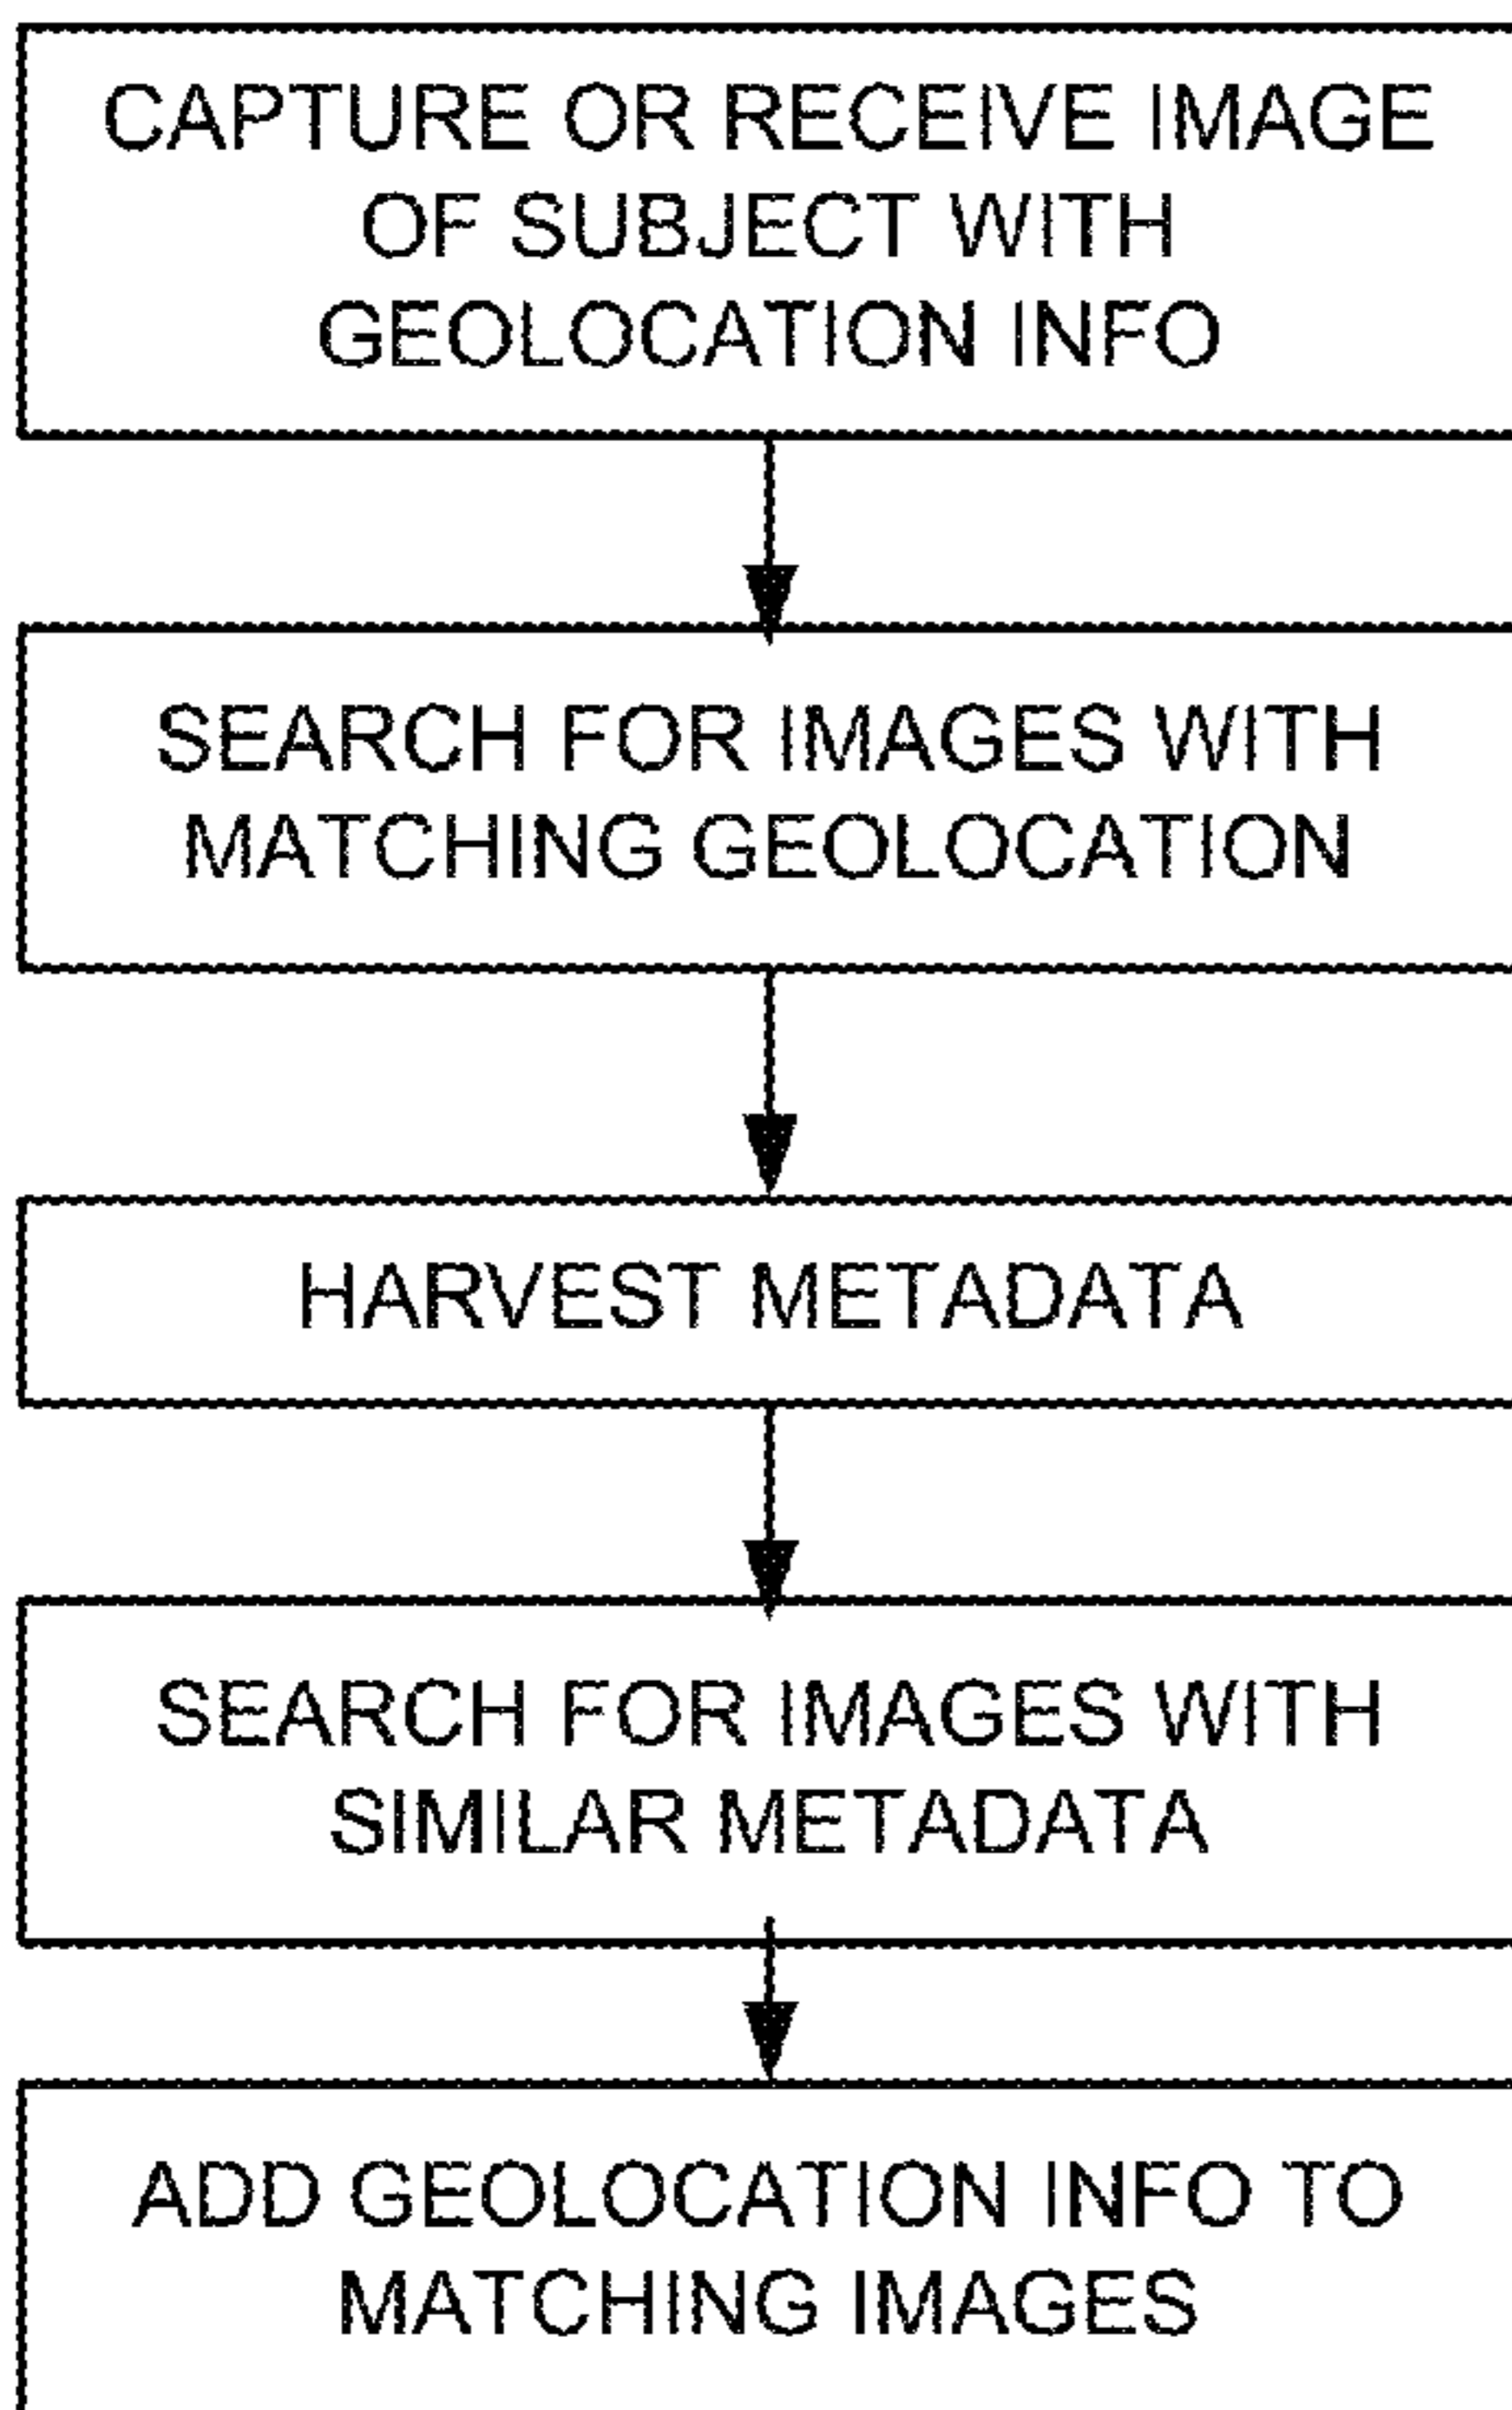 CAPTURE OR RECEIVE IMAGE
OF SUBJECT WITH
GEOLOCATION INFO
SEARCH FOR IMAGES WITH
MATCHING GEOLOCATION
HARVEST METADATA
SEARCH FOR IMAGES WITH
SIMILAR METADATA
ADD GEOLOCATION INFO TO
MATCHING IMAGES